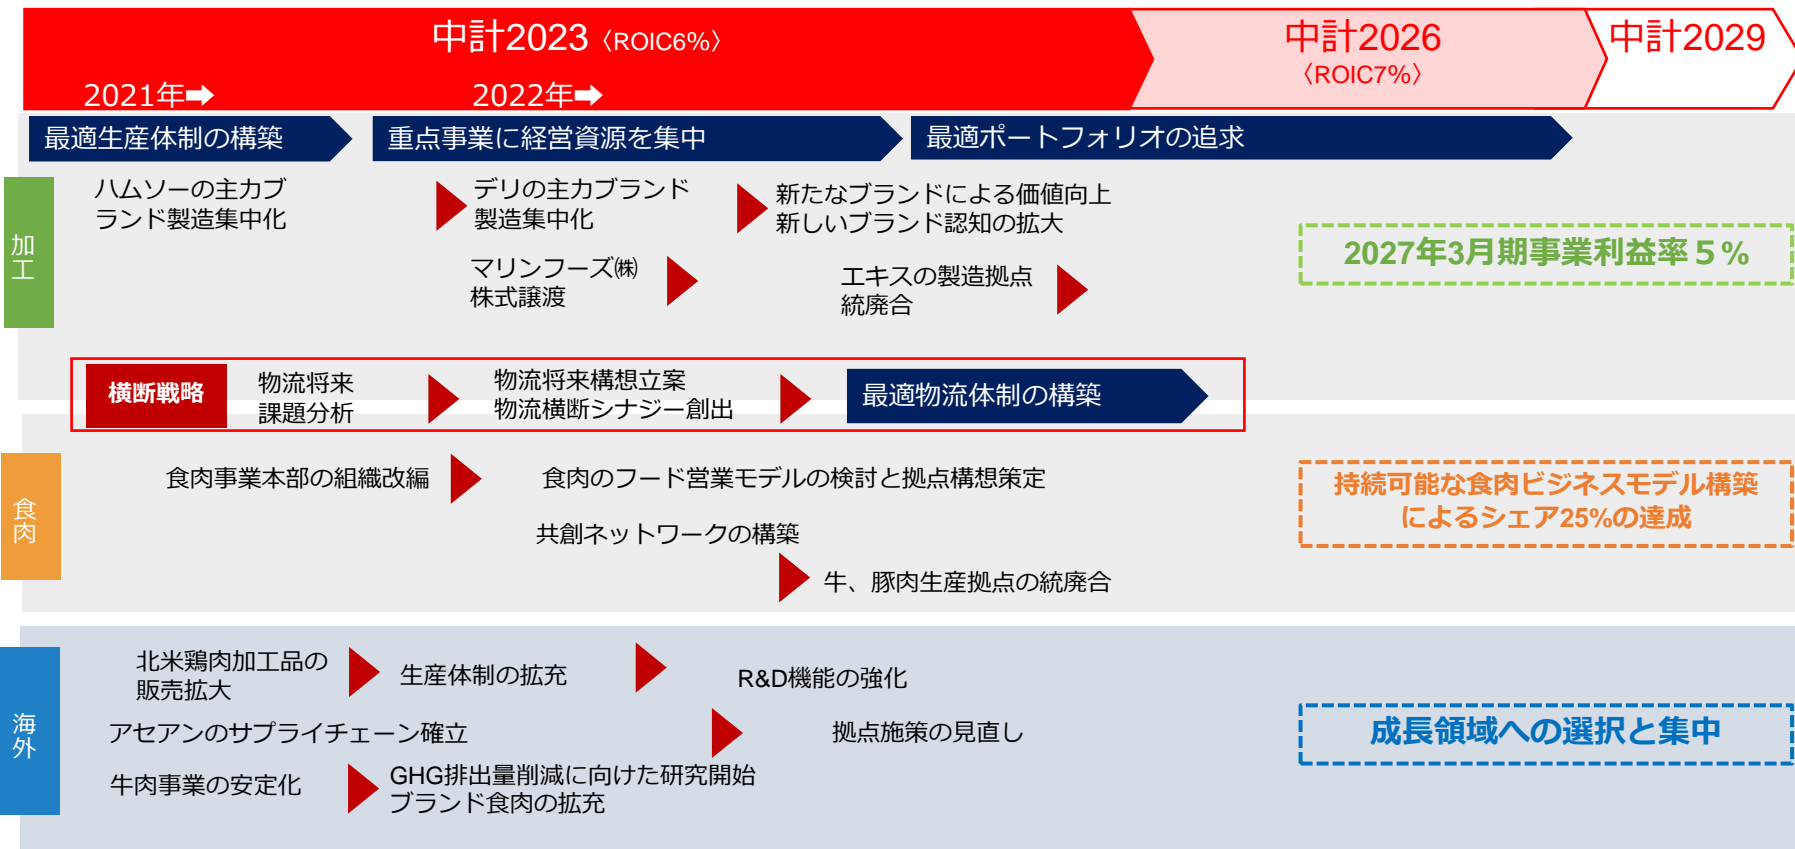 中計2023〈ROIC6%〉
中計2026
〈ROIC7%〉
中計2029
2021年➡
2022年➡
最適生産体制の構築
重点事業に経営資源を集中
最適ポートフォリオの追求
加工
ハムソーの主力ブ
ランド製造集中化
デリの主力ブランド
製造集中化
新たなブランドによる価値向上
新しいブランド認知の拡大
マリンフーズ㈱
株式譲渡
エキスの製造拠点
統廃合
2027年3月期事業利益率５%
横断戦略
物流将来
課題分析
物流将来構想立案
物流横断シナジー創出
最適物流体制の構築
食肉
食肉事業本部の組織改編
食肉のフード営業モデルの検討と拠点構想策定
共創ネットワークの構築
牛、豚肉生産拠点の統廃合
持続可能な食肉ビジネスモデル構築
によるシェア25%の達成
海外
北米鶏肉加工品の
販売拡大
生産体制の拡充
R&D機能の強化
アセアンのサプライチェーン確立
拠点施策の見直し
牛肉事業の安定化
GHG排出量削減に向けた研究開始
ブランド食肉の拡充
成長領域への選択と集中